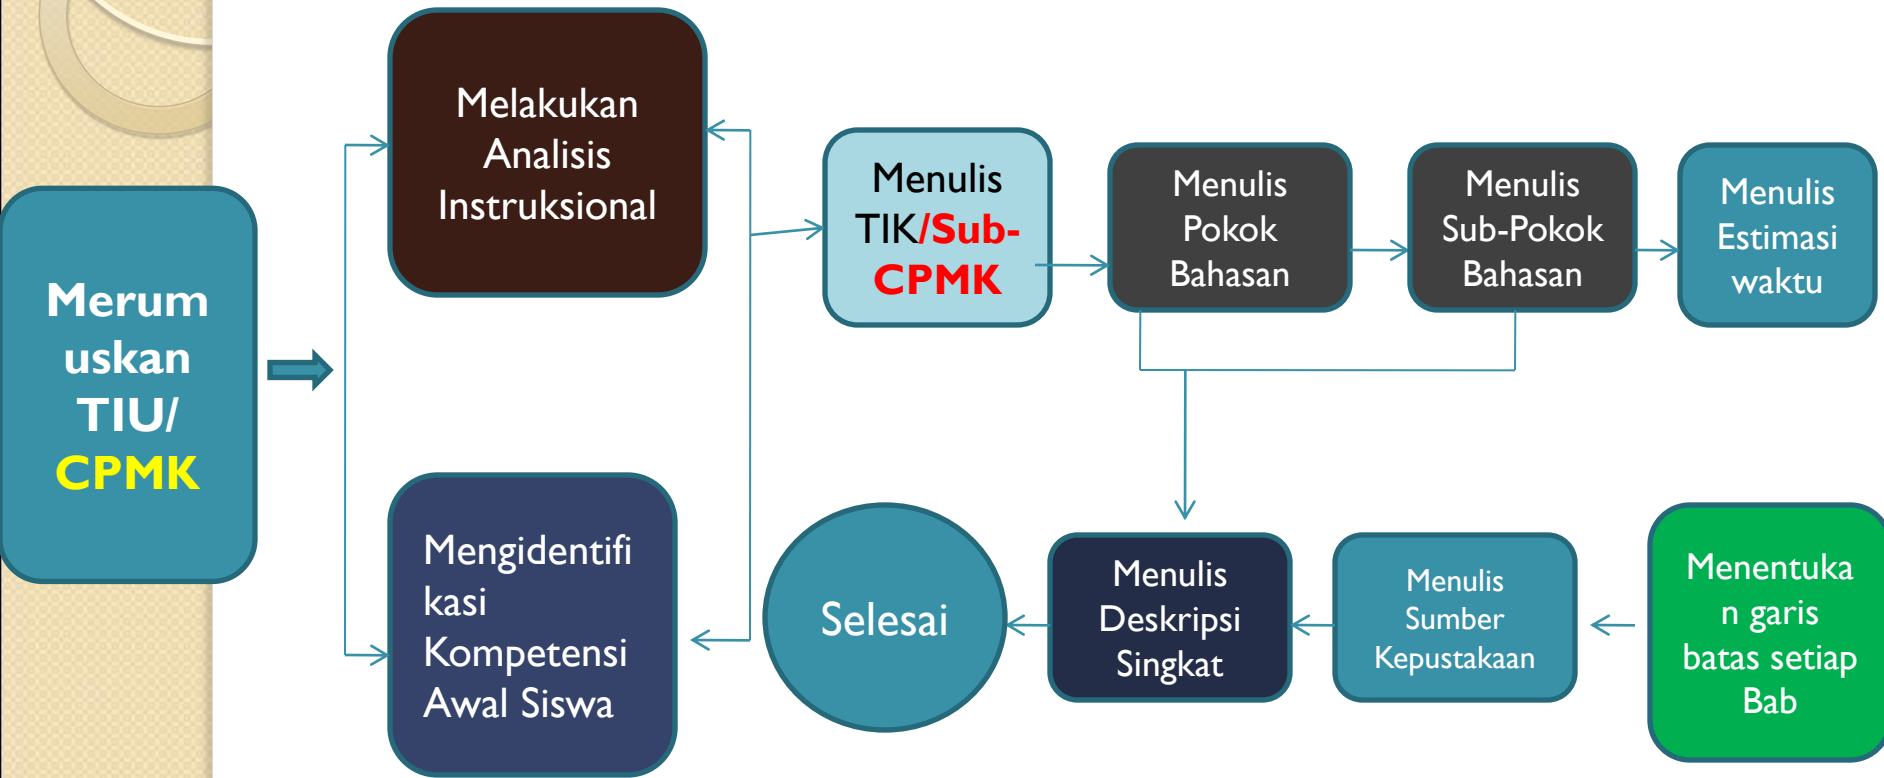 Merum
uskan
TIU/
CPMK
Melakukan
Analisis
Instruksional
Mengidentifi
kasi
Kompetensi
Awal Siswa
Menulis
TIK/Sub-
CPMK
Menulis
Pokok
Bahasan
Menulis
Sub-Pokok
Bahasan
Menulis
Estimasi
waktu
Menentuka
n garis
batas setiap
Bab
Menulis
Sumber
Kepustakaan
Menulis
Deskripsi
Singkat
Selesai